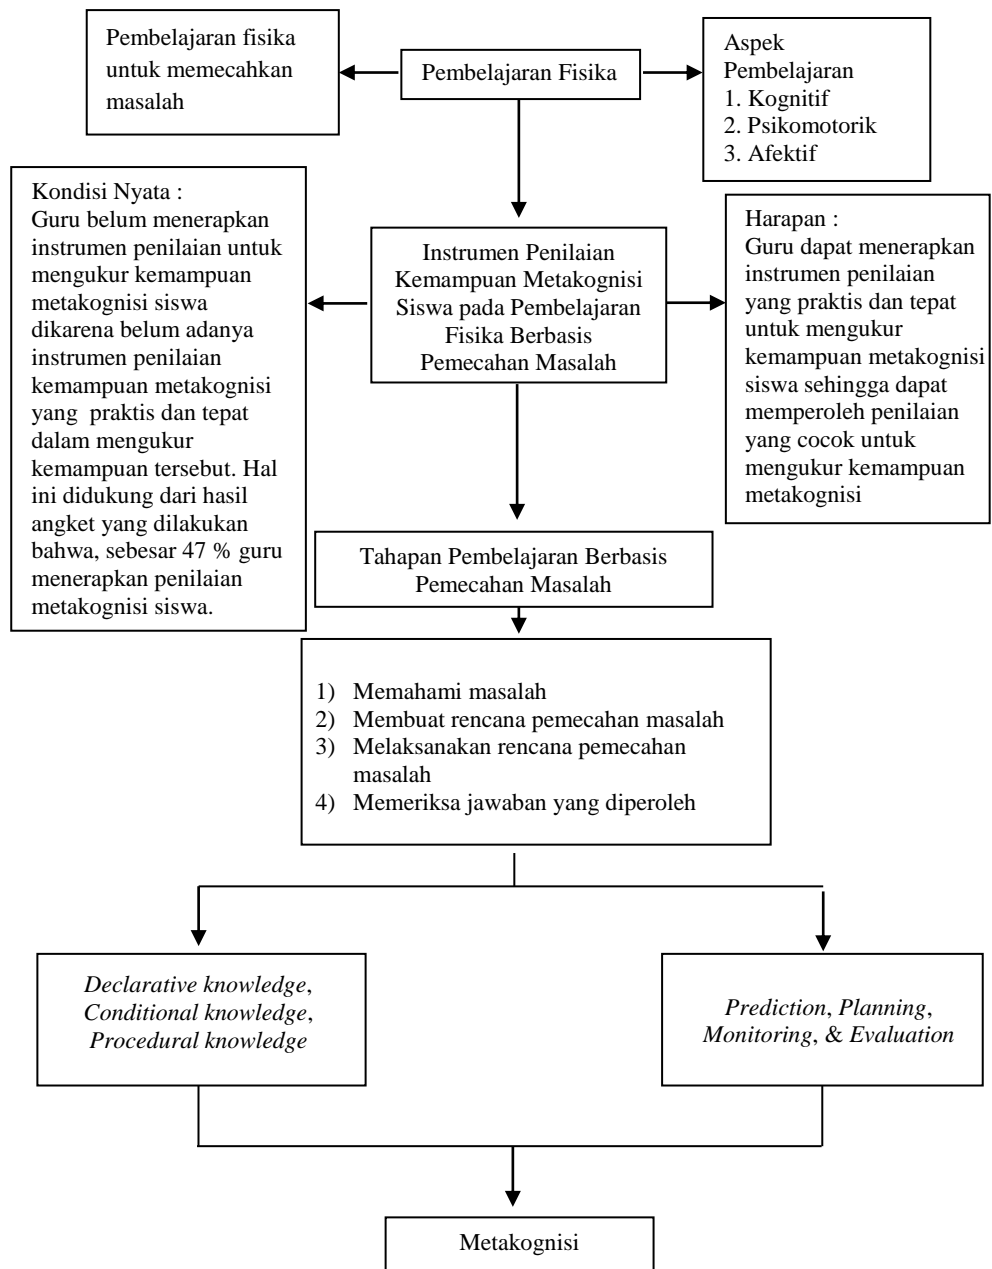 Pembelajaran fisika
untuk memecahkan
masalah
Pembelajaran Fisika
Aspek
Pembelajaran
1. Kognitif
2. Psikomotorik
3. Afektif
Kondisi Nyata :
Guru belum menerapkan
instrumen penilaian untuk
mengukur kemampuan
metakognisi siswa
dikarena belum adanya
instrumen penilaian
kemampuan metakognisi
yang praktis dan tepat
dalam mengukur
kemampuan tersebut. Hal
ini didukung dari hasil
angket yang dilakukan
bahwa, sebesar 47 % guru
menerapkan penilaian
metakognisi siswa.
Instrumen Penilaian
Kemampuan Metakognisi
Siswa pada Pembelajaran
Fisika Berbasis
Pemecahan Masalah
Harapan :
Guru dapat menerapkan
instrumen penilaian
yang praktis dan tepat
untuk mengukur
kemampuan metakognisi
siswa sehingga dapat
memperoleh penilaian
yang cocok untuk
mengukur kemampuan
metakognisi
Tahapan Pembelajaran Berbasis
Pemecahan Masalah
1) Memahami masalah
2) Membuat rencana pemecahan masalah
3) Melaksanakan rencana pemecahan
masalah
4) Memeriksa jawaban yang diperoleh
Declarative knowledge,
Conditional knowledge,
Procedural knowledge
Prediction, Planning,
Monitoring, & Evaluation
Metakognisi